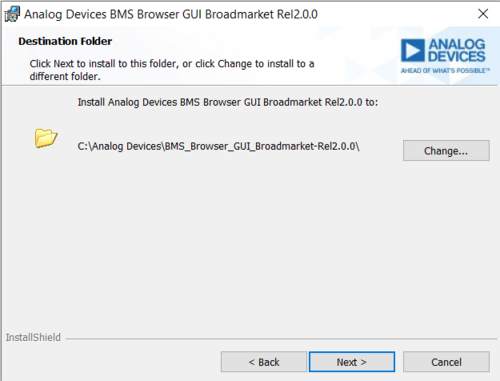 Analog Devices BMS Browser GUI Broadmarket Rel2.0.0
Destination Folder
Click Next to install to this folder, or click Change to install to a
different folder.
ANALOG
DEVICES
AHEAD OF WHAT'S POSSIBLE™
Install Analog Devices BMS Browser GUI Broadmarket Rel2.0.0 to:
C:\Analog Devices\BMS_Browser_GUI_Broadmarket-Rel2.0.0\
Change...
InstallShield
< Back
Next >
Cancel